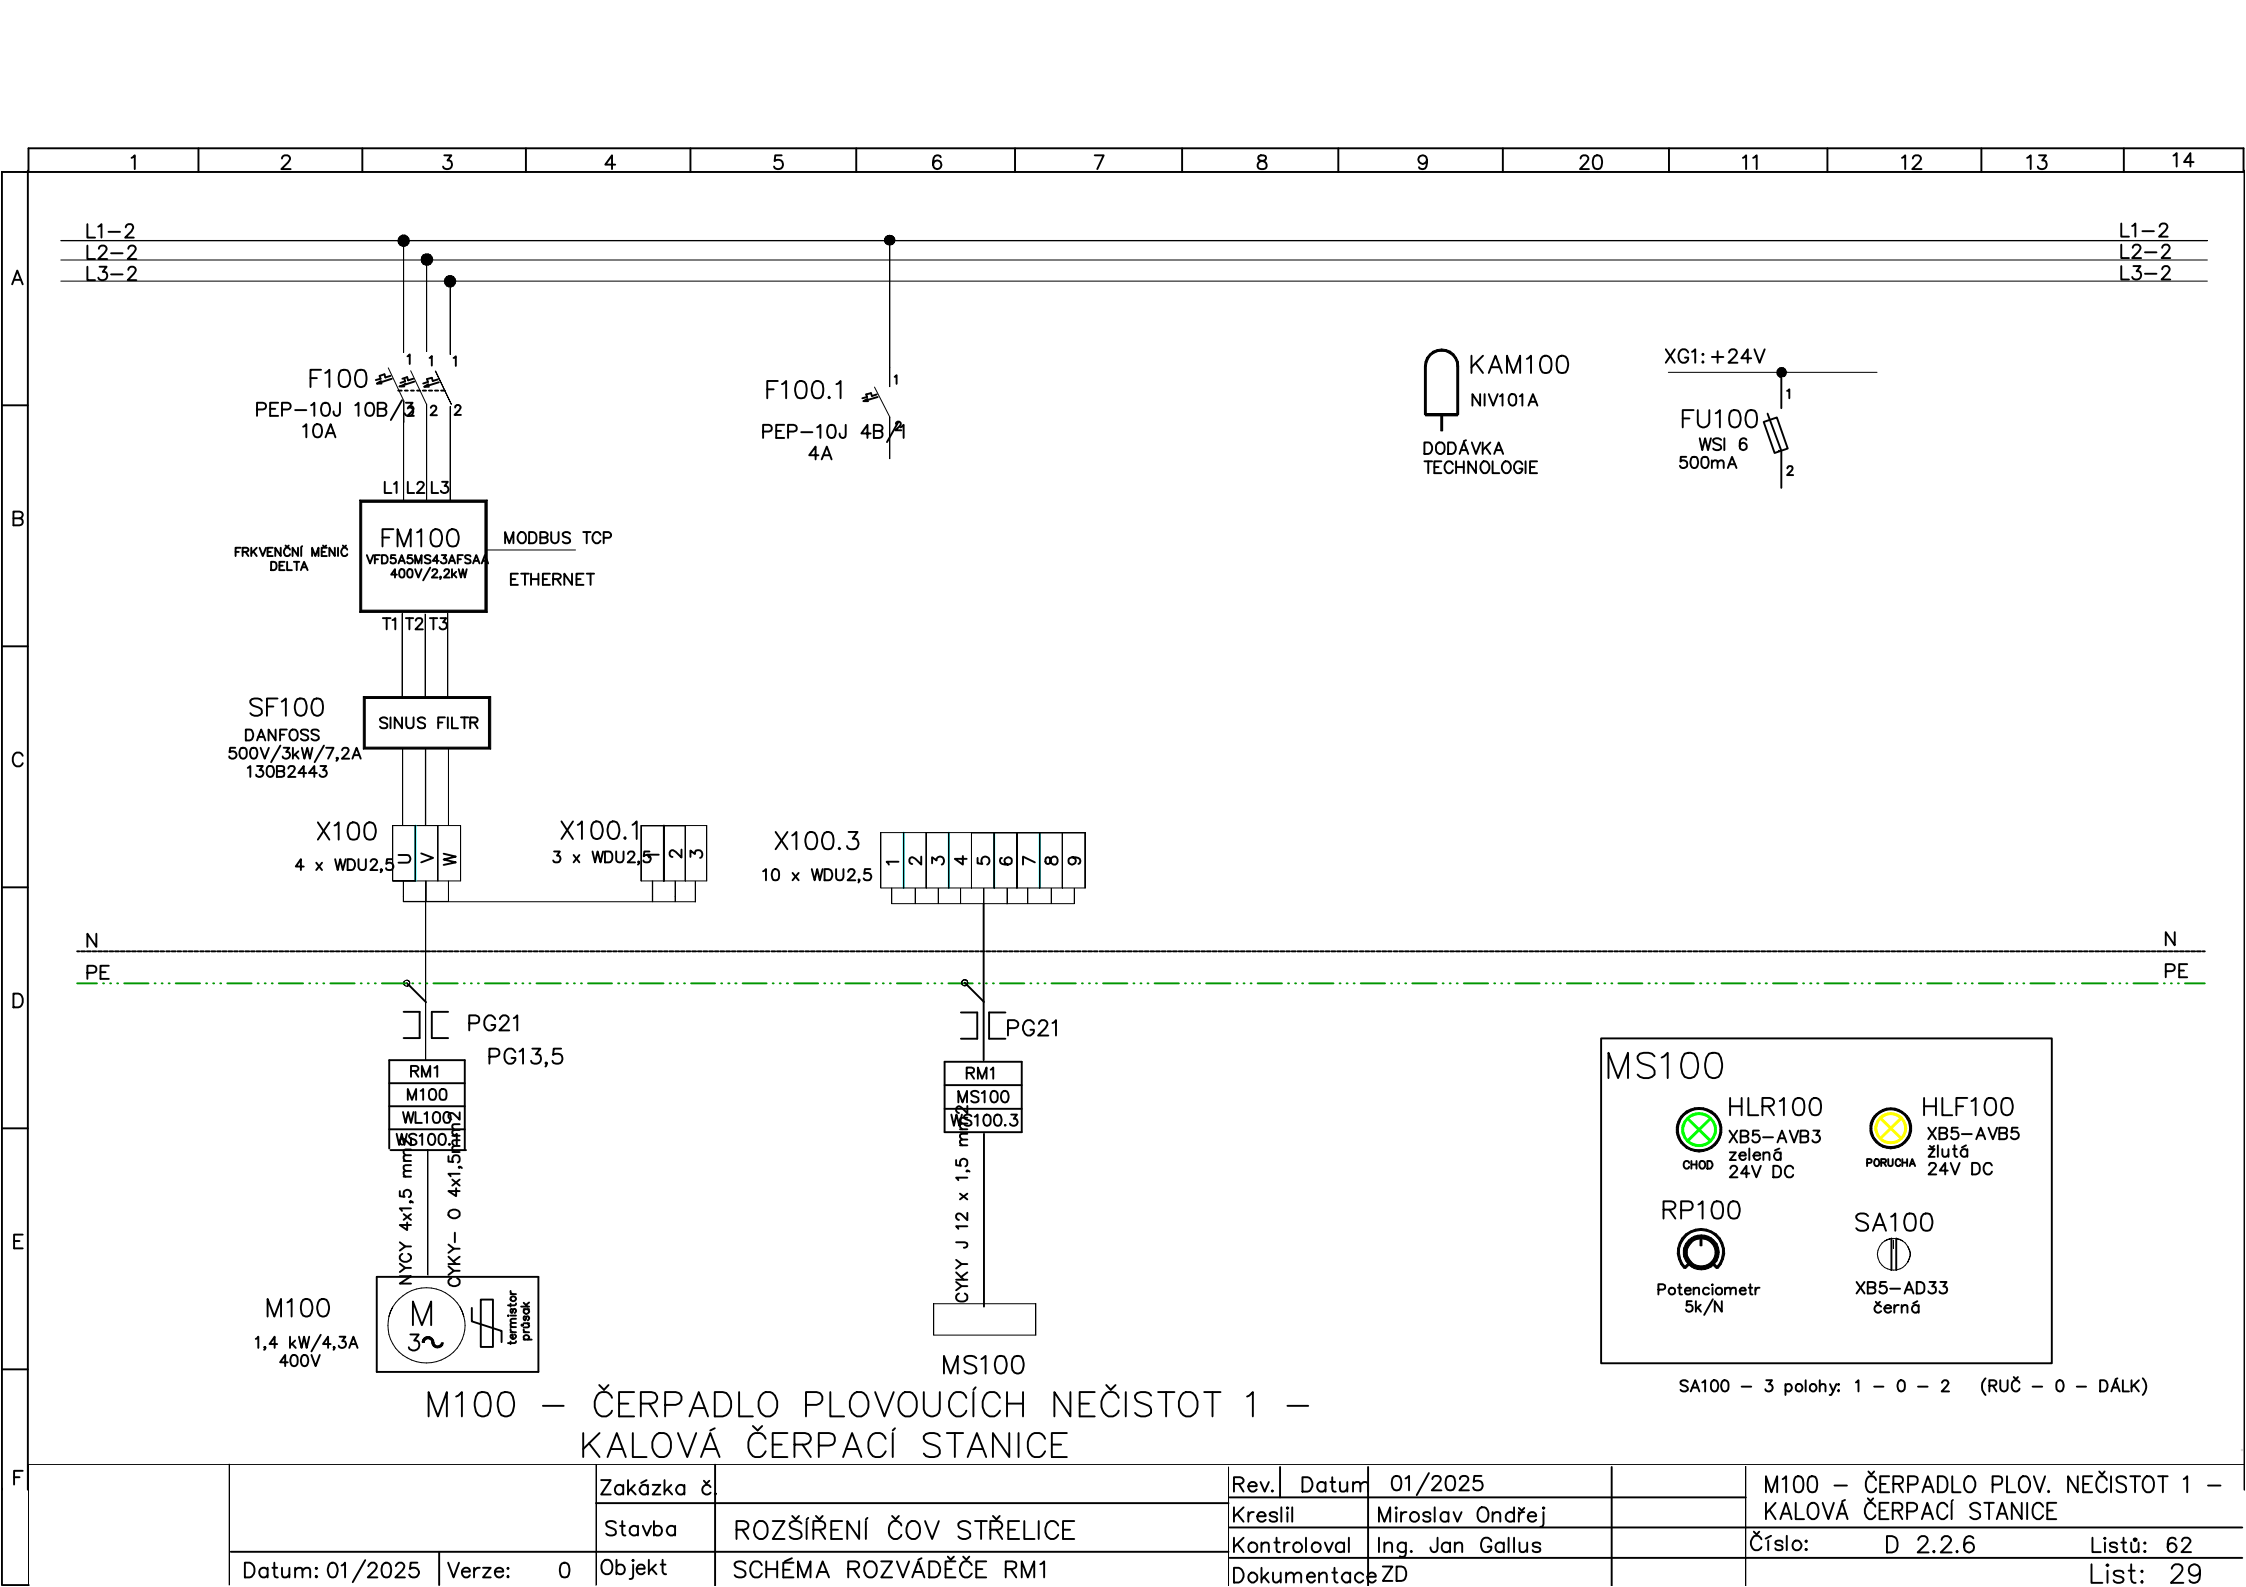 1 2 3 4 5 6 7 8 9 20 11 12 13 14
A
B
C
D
E
F
L1-2
L2-2
L3-2
L1-2
L2-2
L3-2
1 1 1
F100
PEP-10J 10B/3
10A
2 2 2
1
F100.1
PEP-10J 4B/1
4A
2
KAM100
NIV101A
DODÁVKA
TECHNOLOGIE
XG1:+24V
1
FU100
WSI 6
500mA
2
L1 L2 L3
FRKVENČNÍ MĚNIČ
DELTA
FM100
VFD5A5MS43AFSAA
400V/2,2kW
MODBUS TCP
ETHERNET
T1 T2 T3
SF100
DANFOSS
500V/3kW/7,2A
130B2443
SINUS FILTR
X100
4 x WDU2,5
U V W
X100.1
3 x WDU2,5
1 2 3
X100.3
10 x WDU2,5
1 2 3 4 5 6 7 8 9
N
N
PE
PE
PG21
PG13,5
RM1
M100
WL100
WS100.1
NYCY 4x1,5 mm2
CYKY- O 4x1,5mm2
M100
1,4 kW/4,3A
400V
M
3~
termistor
průsak
PG21
RM1
MS100
WS100.3
CYKY J 12 x 1,5 mm2
MS100
MS100
HLR100
XB5-AVB3
zelená
24V DC
CHOD
HLF100
XB5-AVB5
žlutá
24V DC
PORUCHA
RP100
Potenciometr
5k/N
SA100
XB5-AD33
černá
SA100 - 3 polohy: 1 - 0 - 2 (RUČ - 0 - DÁLK)
M100 - ČERPADLO PLOVOUCÍCH NEČISTOT 1 -
KALOVÁ ČERPACÍ STANICE
Datum: 01/2025 Verze: 0
Zakázka č.
Stavba ROZŠÍŘENÍ ČOV STŘELICE
Objekt SCHÉMA ROZVÁDĚČE RM1
Rev. Datum 01/2025
Kreslil Miroslav Ondřej
Kontroloval Ing. Jan Gallus
Dokumentace ZD
M100 - ČERPADLO PLOV. NEČISTOT 1 -
KALOVÁ ČERPACÍ STANICE
Číslo: D 2.2.6 Listů: 62
List: 29